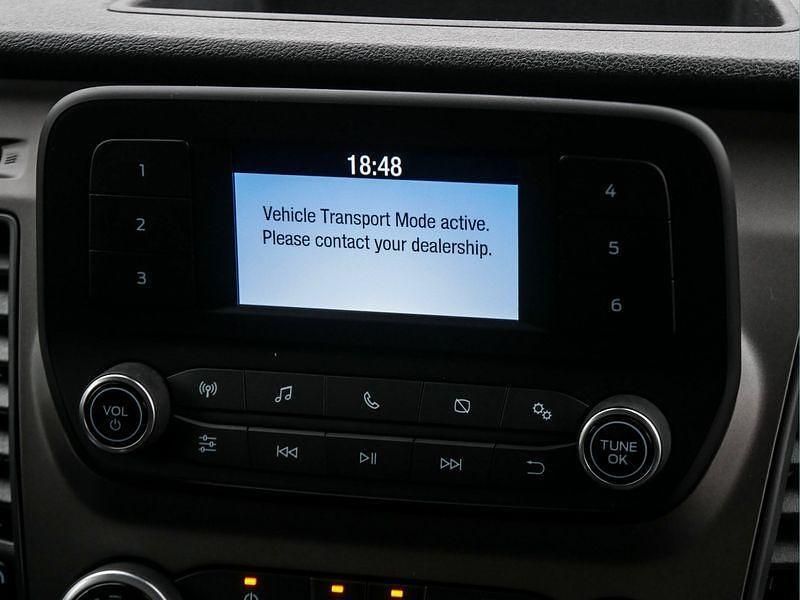 18:48
Vehicle Transport Mode active.
Please contact your dealership.
1
2
3
4
5
6
VOL
TUNE
OK